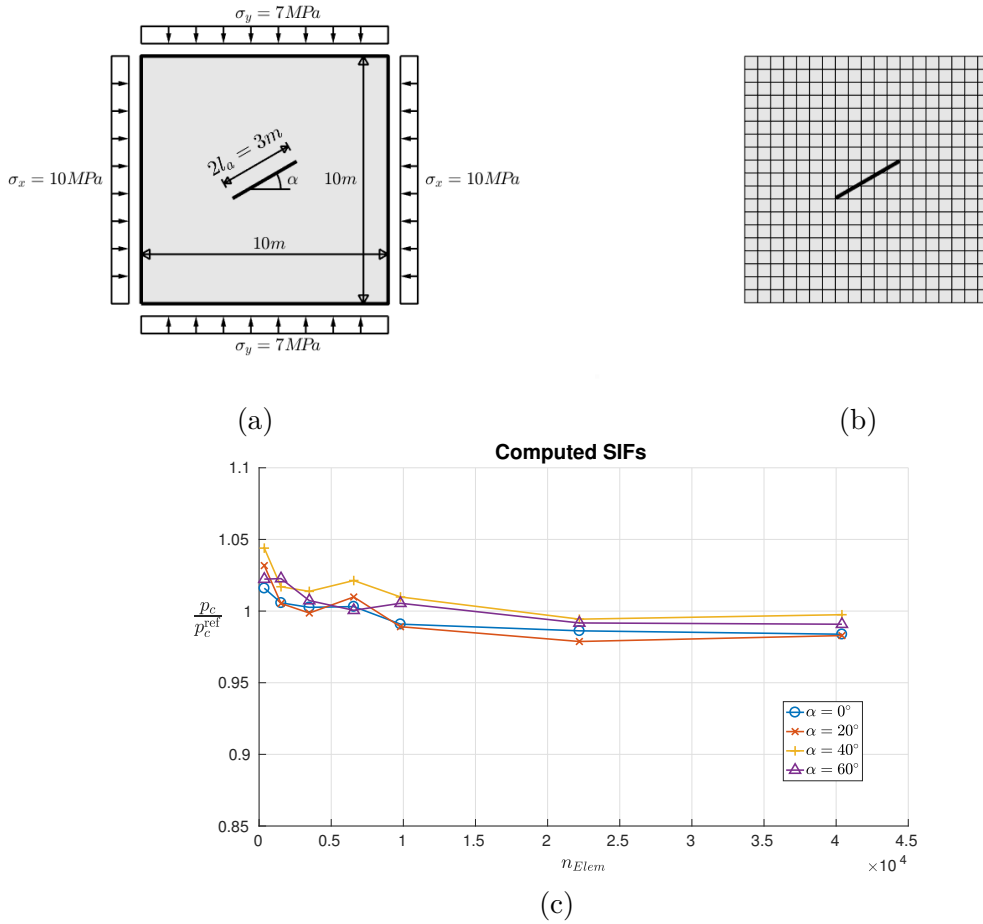 σ_y = 7MPa
2l_a = 3m
α
10m
σ_x = 10MPa
σ_x = 10MPa
10m
σ_y = 7MPa
(a)
(b)
Computed SIFs
1.1
1.05
1
0.95
0.9
0.85
p_c / p_c^ref
α = 0°
α = 20°
α = 40°
α = 60°
0 0.5 1 1.5 2 2.5 3 3.5 4 4.5
n_Elem
×10^4
(c)